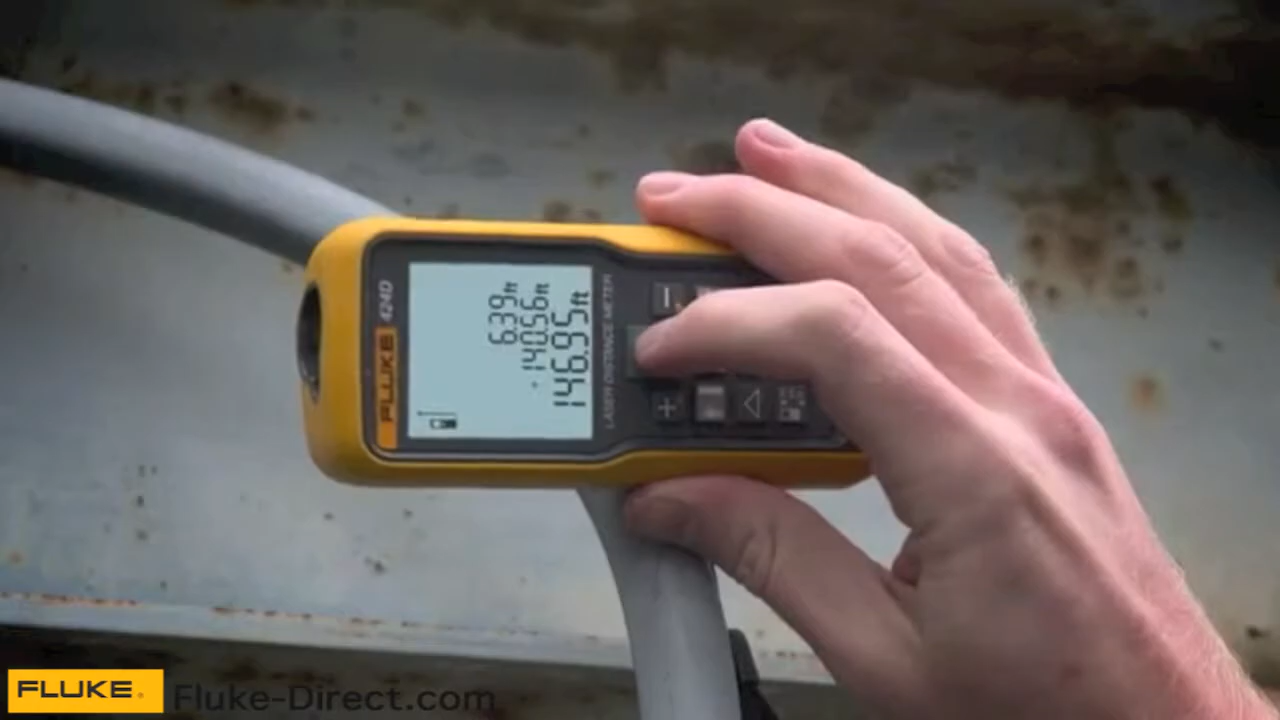 FLUKE 424D
6.39ft
+140.56ft
146.95ft
LASER DISTANCE METER
FLUKE®
Fluke-Direct.com